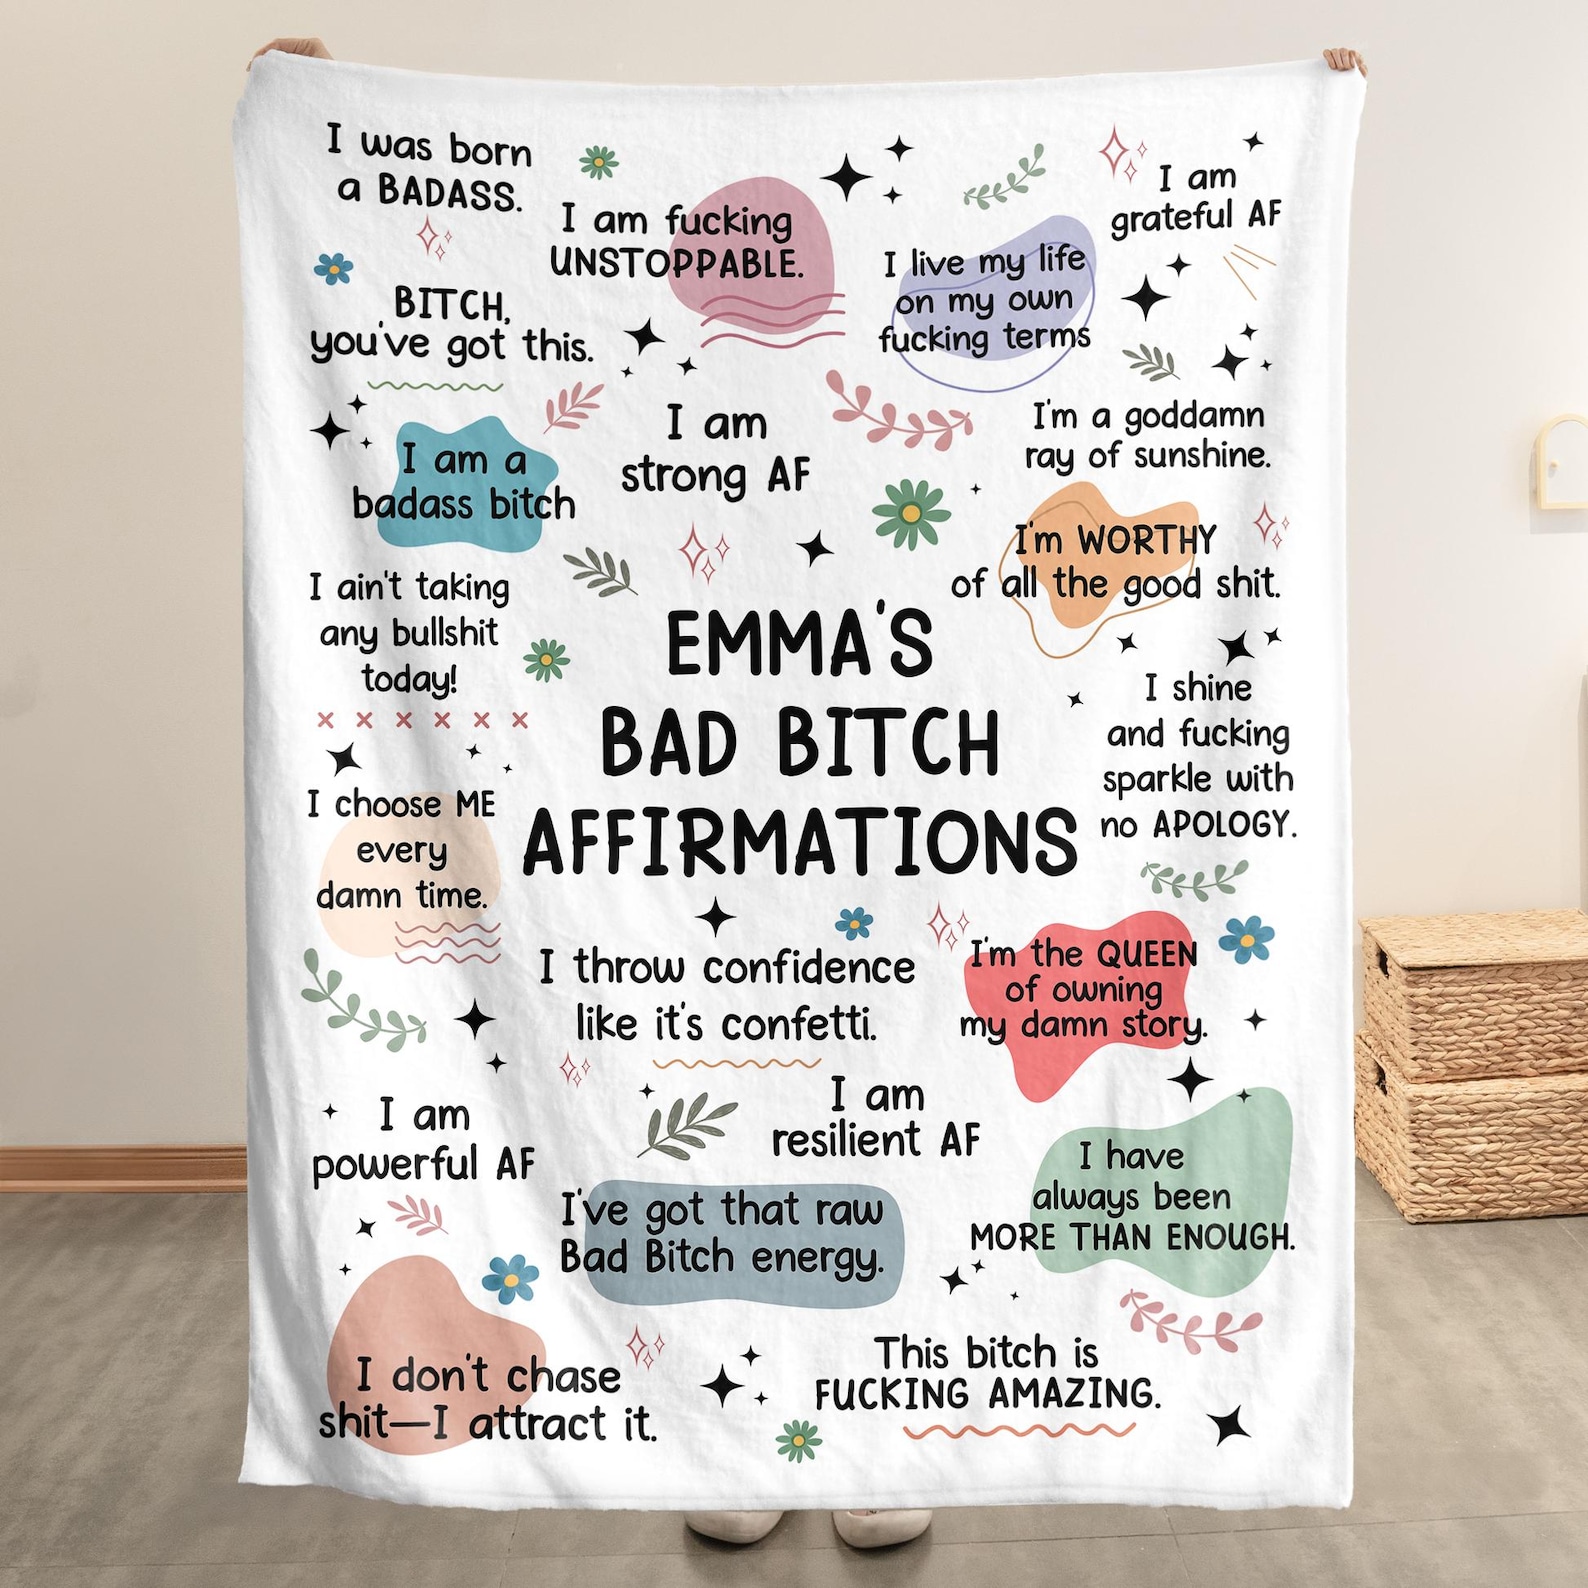 I was born
a BADASS.
I am fucking
UNSTOPPABLE.
I am
grateful AF
I live my life
on my own
fucking terms
BITCH,
you've got this.
I am
strong AF
I'm a goddamn
ray of sunshine.
I am a
badass bitch
I'm WORTHY
of all the good shit.
I ain't taking
any bullshit
today!
EMMA'S
BAD BITCH
AFFIRMATIONS
I shine
and fucking
sparkle with
no APOLOGY.
I choose ME
every
damn time.
I throw confidence
like it's confetti.
I'm the QUEEN
of owning
my damn story.
I am
powerful AF
I am
resilient AF
I have
always been
MORE THAN ENOUGH.
I've got that raw
Bad Bitch energy.
I don't chase
shit—I attract it.
This bitch is
FUCKING AMAZING.